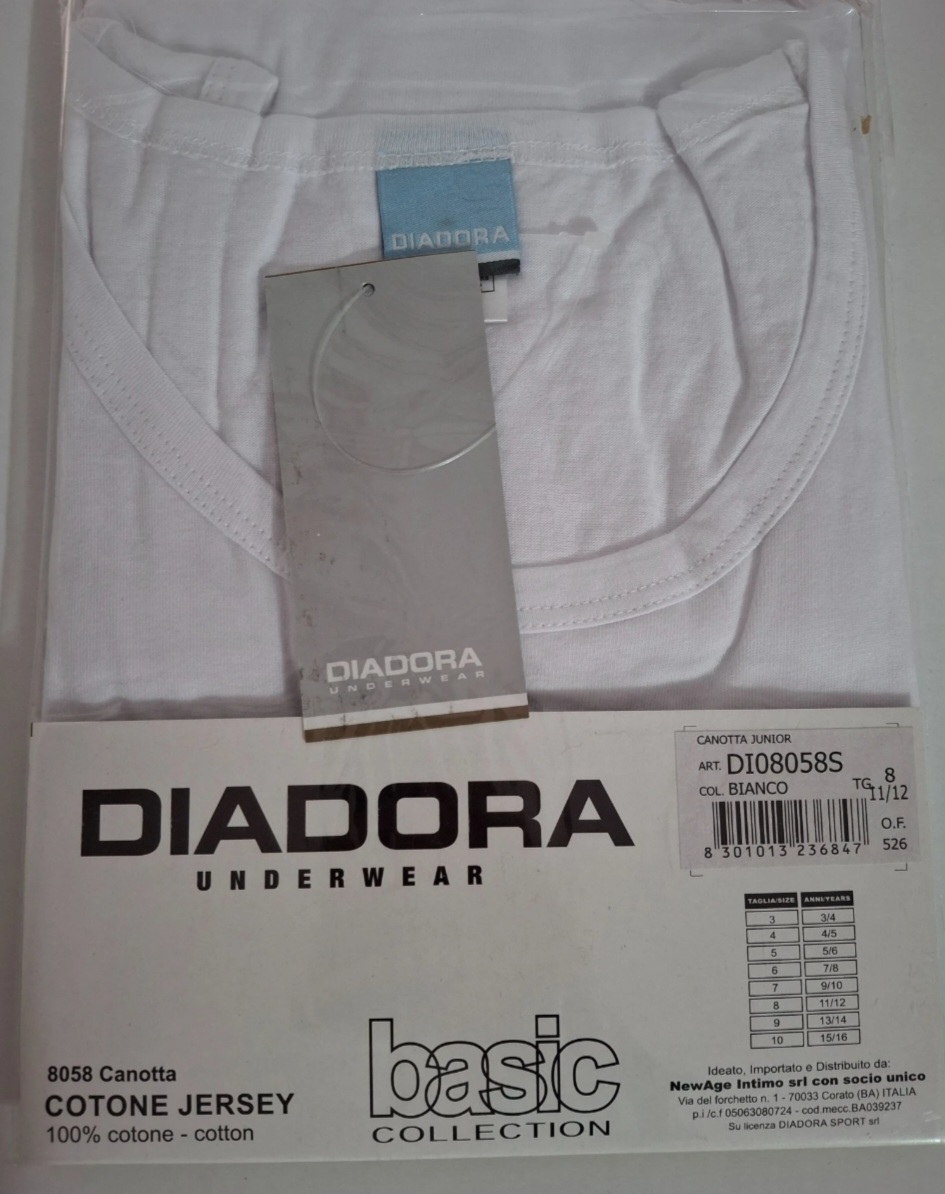 DIADORA
DIADORA
UNDERWEAR
DIADORA
UNDERWEAR
CANOTTA JUNIOR
ART. DI08058S
COL. BIANCO TG 8
11/12
O.F.
526
8 301013 236847
TAGLIA/SIZE ANNI/YEARS
3 3/4
4 4/5
5 5/6
6 7/8
7 9/10
8 11/12
9 13/14
10 15/16
8058 Canotta
COTONE JERSEY
100% cotone - cotton
basic
COLLECTION
Ideato, Importato e Distribuito da:
NewAge Intimo srl con socio unico
Via del forchetto n. 1 - 70033 Corato (BA) ITALIA
p.i /c.f 05063080724 - cod.mecc.BA039237
Su licenza DIADORA SPORT srl